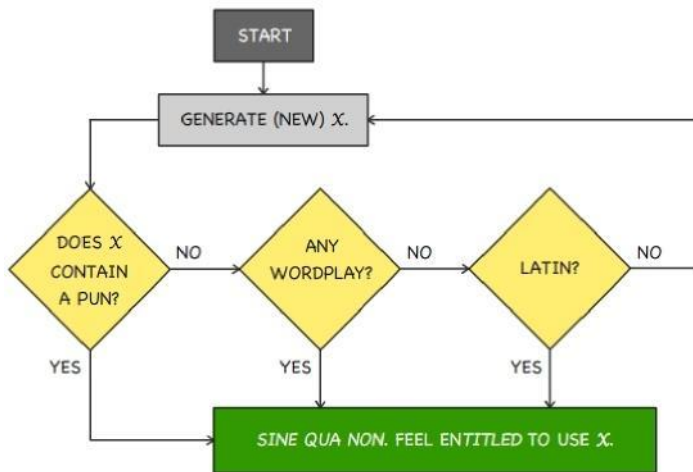 START
GENERATE (NEW) X.
DOES X
CONTAIN
A PUN?
NO
ANY
WORDPLAY?
NO
LATIN?
NO
YES
YES
YES
SINE QUA NON. FEEL ENTITLED TO USE X.